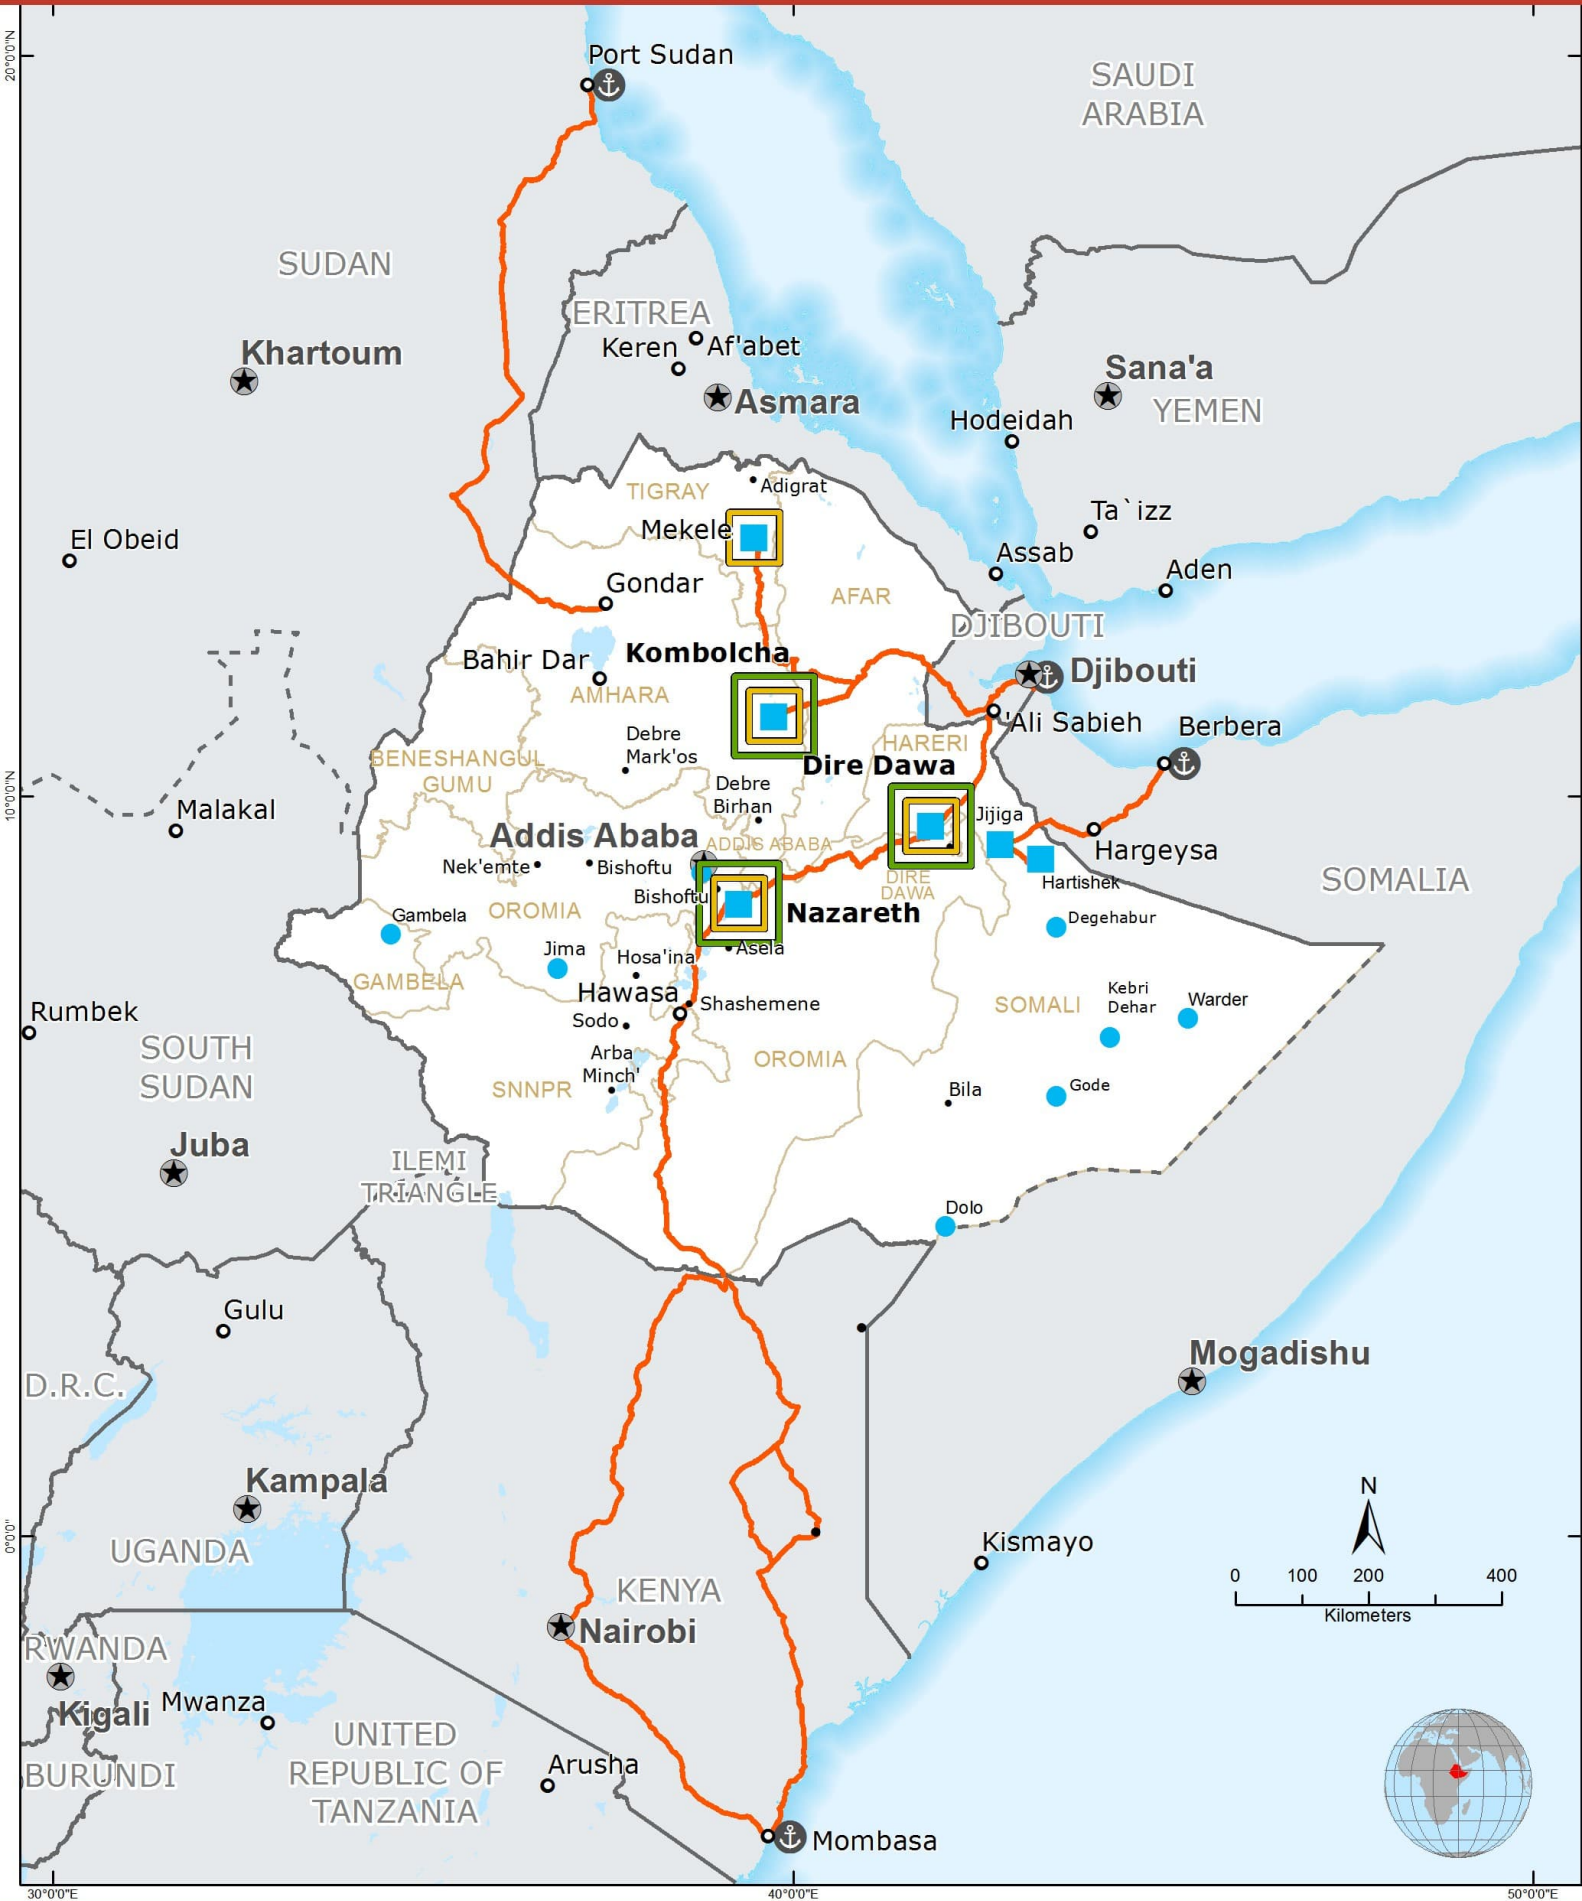 20°0'0"N
Port Sudan
SAUDI
ARABIA
SUDAN
ERITREA
Keren
Af'abet
Khartoum
Asmara
Sana'a
YEMEN
Hodeidah
TIGRAY
Adigrat
Mekele
Ta`izz
El Obeid
Assab
Aden
Gondar
AFAR
DJIBOUTI
Kombolcha
Bahir Dar
AMHARA
Djibouti
'Ali Sabieh
Berbera
Debre
Mark'os
HARERI
BENESHANGUL
GUMU
Dire Dawa
Debre
Birhan
10°0'0"N
Malakal
Jijiga
Addis Ababa
ADDIS ABABA
Hargeysa
Nek'emte
Bishoftu
Bishoftu
DIRE
DAWA
Hartishek
SOMALIA
Gambela
OROMIA
Nazareth
Degehabur
Jima
Hosa'ina
Asela
GAMBELA
Hawasa
Shashemene
SOMALI
Kebri
Dehar
Warder
Rumbek
Sodo
SOUTH
SUDAN
Arba
Minch'
OROMIA
SNNPR
Bila
Gode
Juba
ILEMI
TRIANGLE
Dolo
Gulu
Mogadishu
D.R.C.
Kampala
N
UGANDA
0°0'0"
Kismayo
0 100 200 400
Kilometers
KENYA
Nairobi
RWANDA
Kigali
Mwanza
UNITED
REPUBLIC OF
TANZANIA
BURUNDI
Arusha
Mombasa
30°0'0"E
40°0'0"E
50°0'0"E